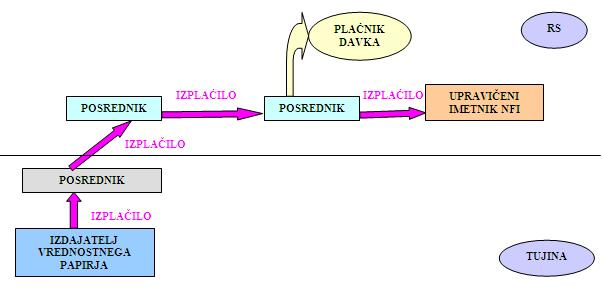 PLAČNIK
DAVKA
RS
IZPLAČILO
IZPLAČILO
POSREDNIK
POSREDNIK
UPRAVIČENI
IMETNIK NFI
IZPLAČILO
POSREDNIK
IZPLAČILO
IZDAJATELJ
VREDNOSTNEGA
PAPIRJA
TUJINA